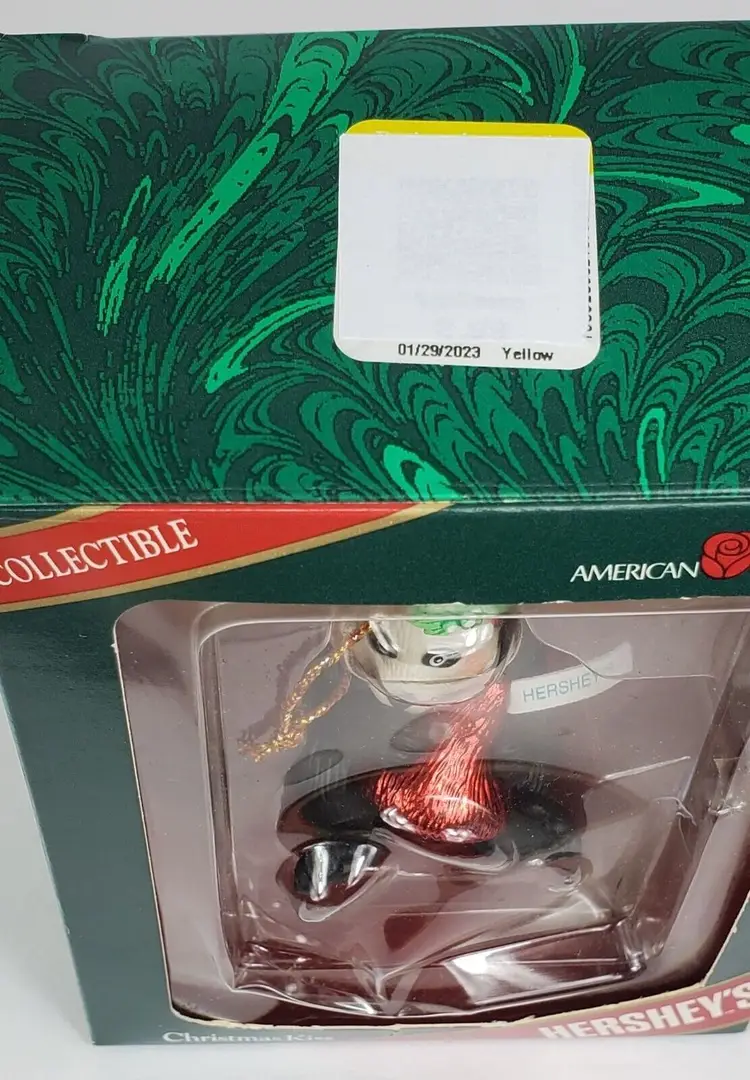 01/29/2023 Yellow
COLLECTIBLE
AMERICAN
HERSHEY
Christmas Kiss
HERSHEY'S